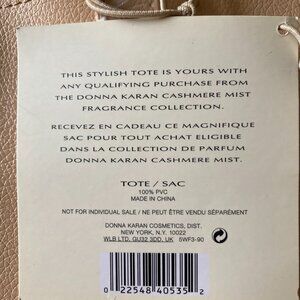 THIS STYLISH TOTE IS YOURS WITH
ANY QUALIFYING PURCHASE FROM
THE DONNA KARAN CASHMERE MIST
FRAGRANCE COLLECTION.
RECEVEZ EN CADEAU CE MAGNIFIQUE
SAC POUR TOUT ACHAT ELIGIBLE
DANS LA COLLECTION DE PARFUM
DONNA KARAN CASHMERE MIST.
TOTE / SAC
100% PVC
MADE IN CHINA
NOT FOR INDIVIDUAL SALE / NE PEUT ÊTRE VENDU SÉPARÉMENT
DONNA KARAN COSMETICS, DIST.
NEW YORK, N.Y. 10022
WLB LTD. GU32 3DD, UK 5WF3-90
0 22548 40535 2